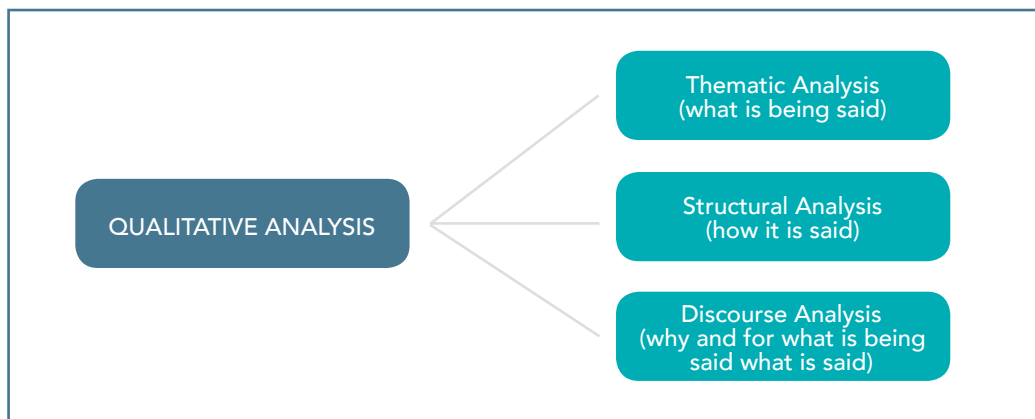 QUALITATIVE ANALYSIS
Thematic Analysis
(what is being said)
Structural Analysis
(how it is said)
Discourse Analysis
(why and for what is being
said what is said)